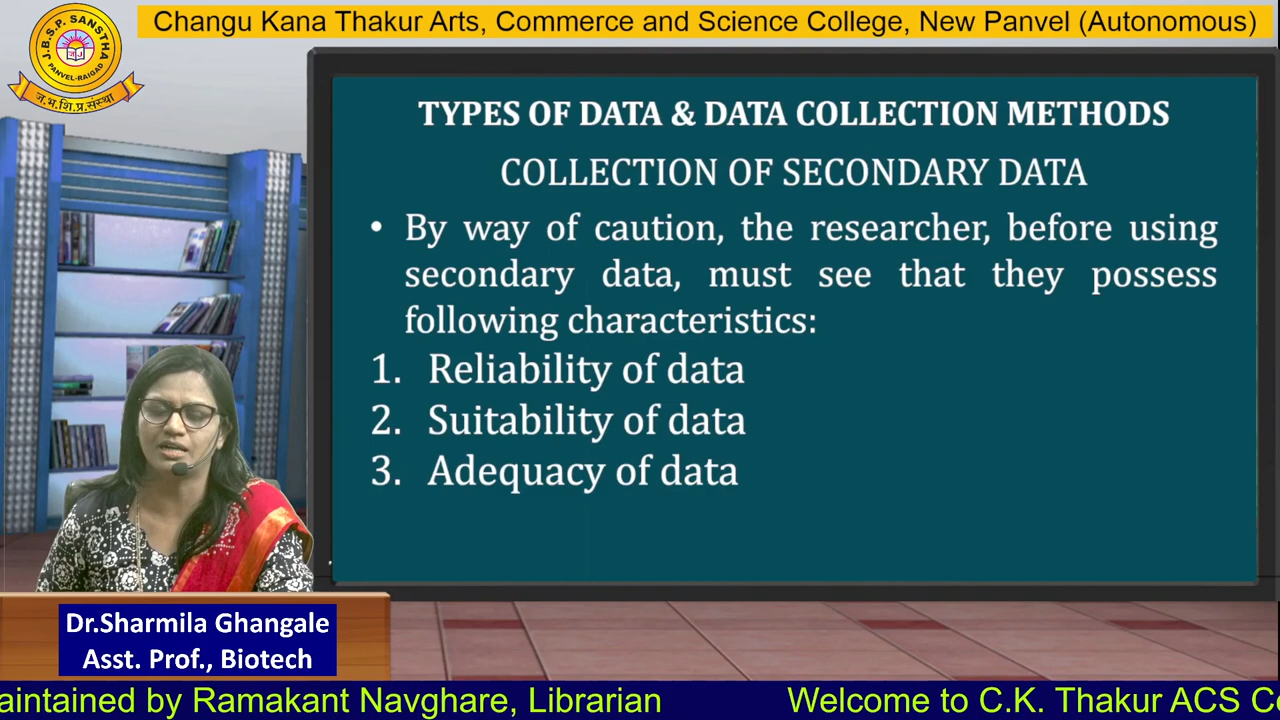 Changu Kana Thakur Arts, Commerce and Science College, New Panvel (Autonomous)
J.B.S.P. SANSTHA
PANVEL-RAIGAD
ज.भ.शि.प्र.संस्था
TYPES OF DATA & DATA COLLECTION METHODS
COLLECTION OF SECONDARY DATA
• By way of caution, the researcher, before using
secondary data, must see that they possess
following characteristics:
1. Reliability of data
2. Suitability of data
3. Adequacy of data
Dr.Sharmila Ghangale
Asst. Prof., Biotech
aintained by Ramakant Navghare, Librarian Welcome to C.K. Thakur ACS C